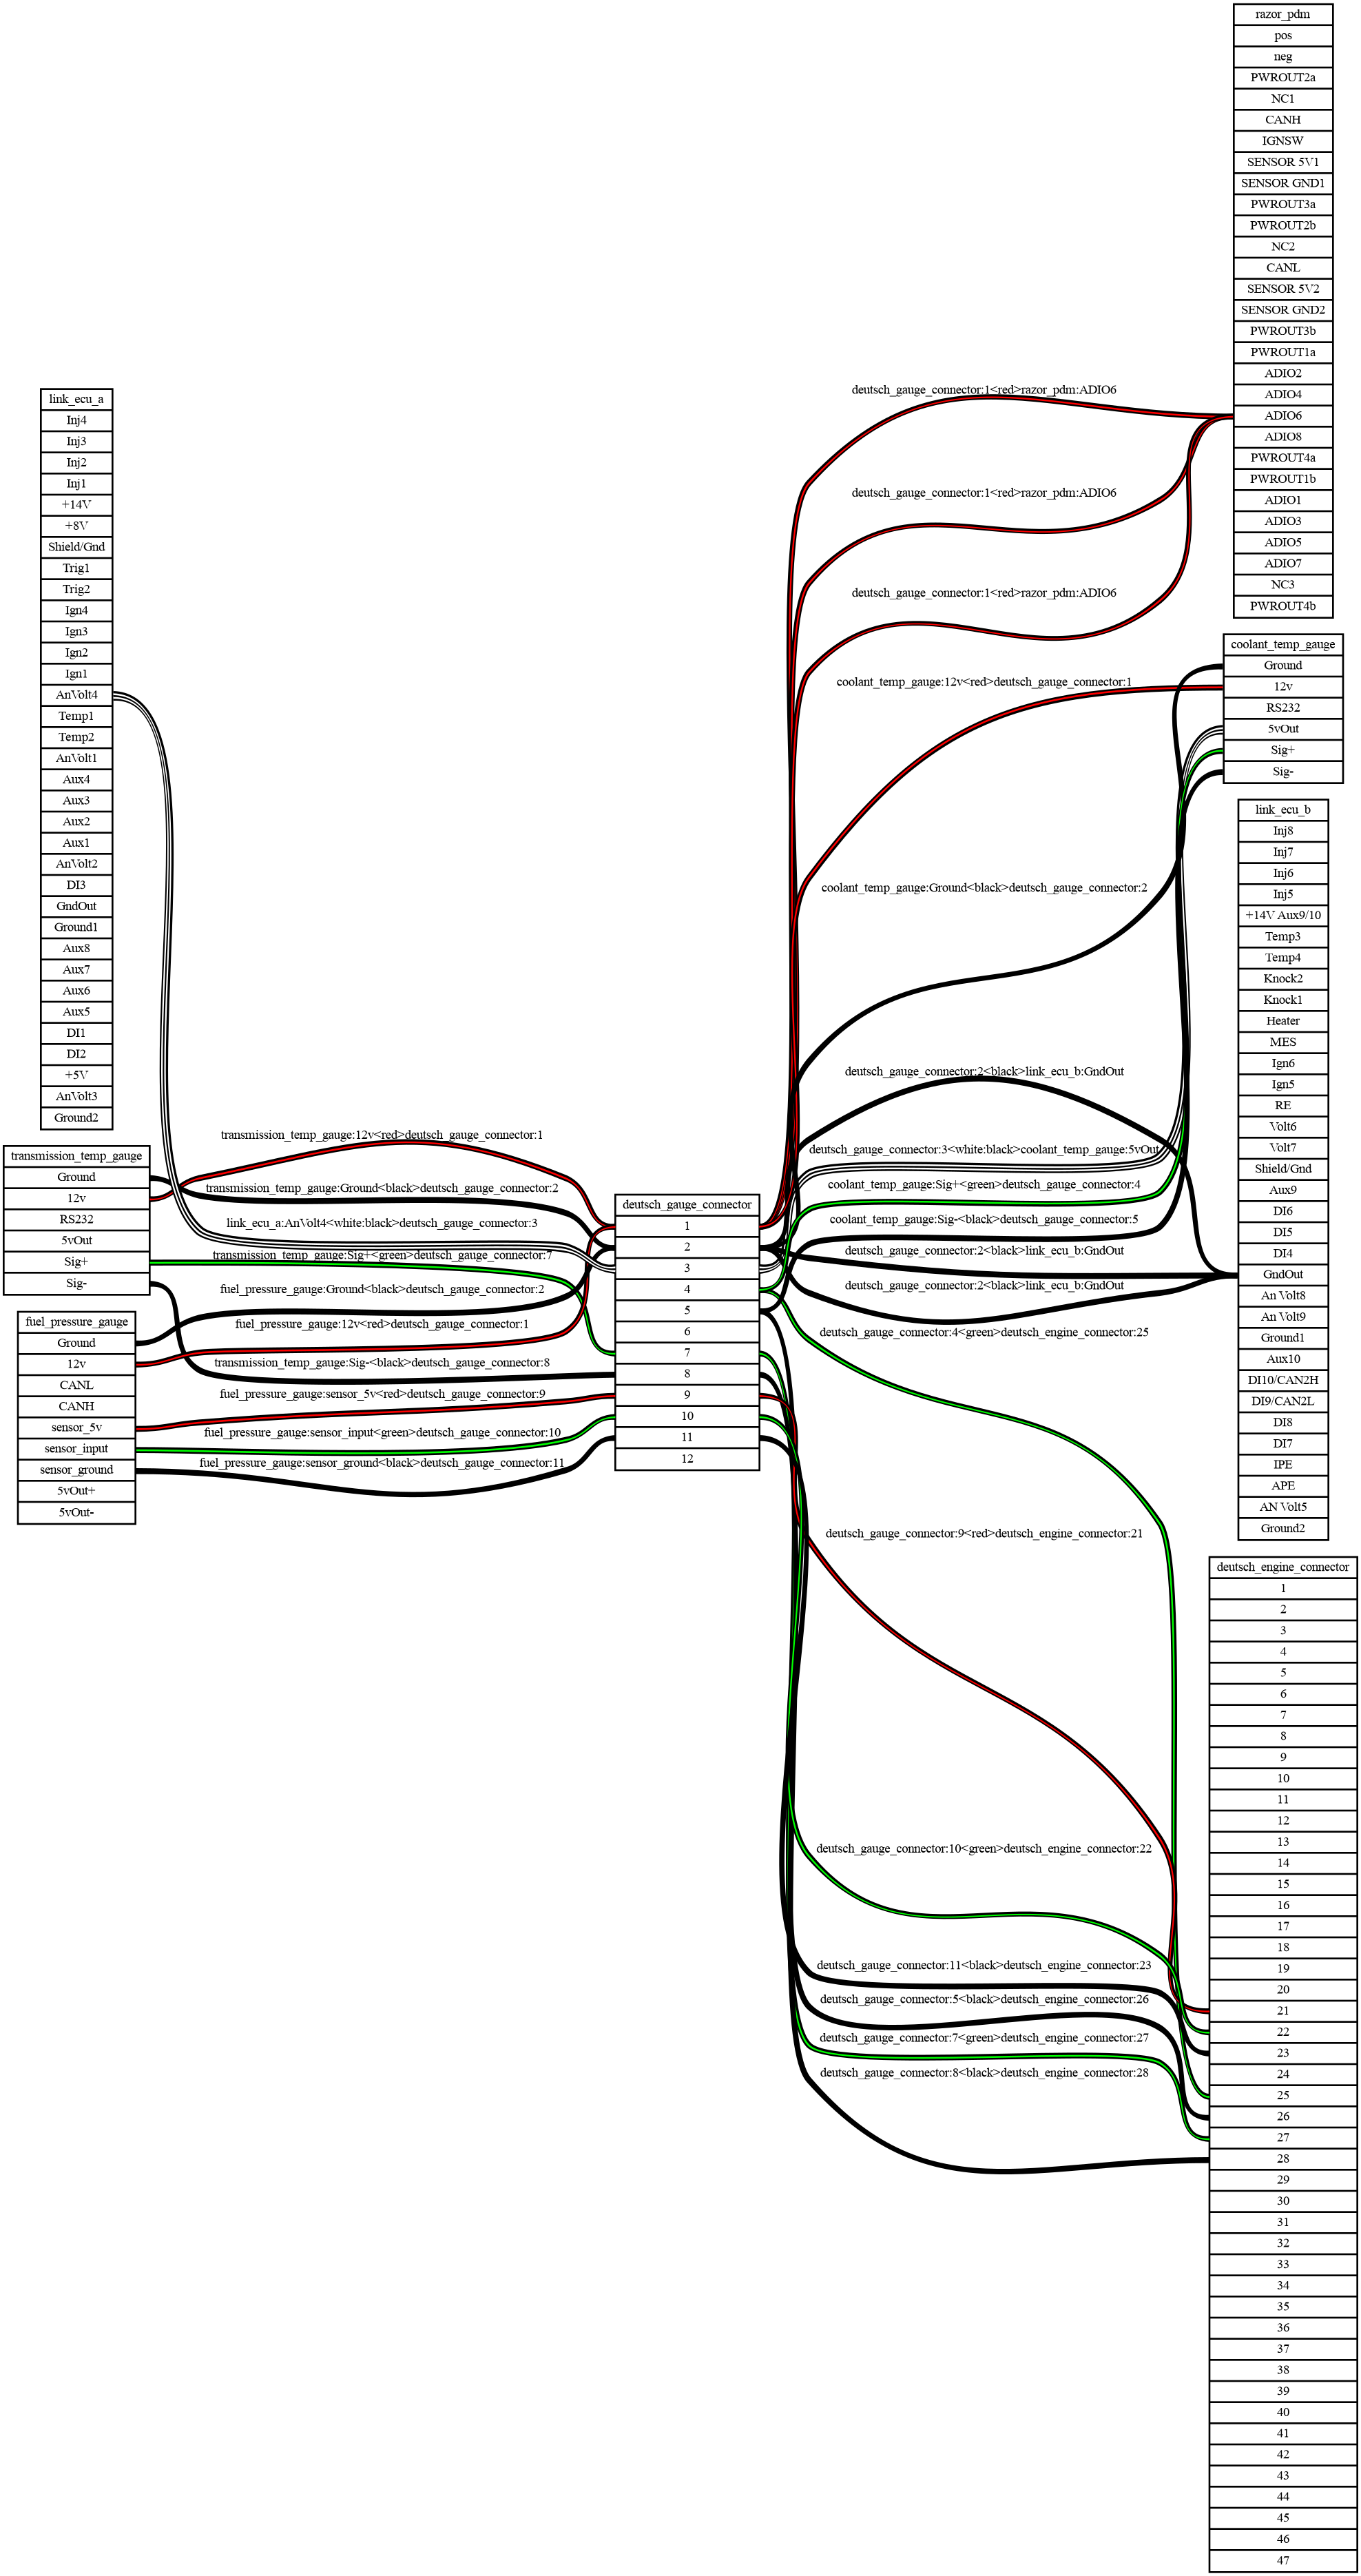 link_ecu_a
Inj4
Inj3
Inj2
Inj1
+14V
+8V
Shield/Gnd
Trig1
Trig2
Ign4
Ign3
Ign2
Ign1
AnVolt4
Temp1
Temp2
AnVolt1
Aux4
Aux3
Aux2
Aux1
AnVolt2
DI3
GndOut
Ground1
Aux8
Aux7
Aux6
Aux5
DI1
DI2
+5V
AnVolt3
Ground2
transmission_temp_gauge
Ground
12v
RS232
5vOut
Sig+
Sig-
fuel_pressure_gauge
Ground
12v
CANL
CANH
sensor_5v
sensor_input
sensor_ground
5vOut+
5vOut-
transmission_temp_gauge:12v<red>deutsch_gauge_connector:1
transmission_temp_gauge:Ground<black>deutsch_gauge_connector:2
link_ecu_a:AnVolt4<white:black>deutsch_gauge_connector:3
transmission_temp_gauge:Sig+<green>deutsch_gauge_connector:7
fuel_pressure_gauge:Ground<black>deutsch_gauge_connector:2
fuel_pressure_gauge:12v<red>deutsch_gauge_connector:1
transmission_temp_gauge:Sig-<black>deutsch_gauge_connector:8
fuel_pressure_gauge:sensor_5v<red>deutsch_gauge_connector:9
fuel_pressure_gauge:sensor_input<green>deutsch_gauge_connector:10
fuel_pressure_gauge:sensor_ground<black>deutsch_gauge_connector:11
deutsch_gauge_connector
1
2
3
4
5
6
7
8
9
10
11
12
deutsch_gauge_connector:1<red>razor_pdm:ADIO6
deutsch_gauge_connector:1<red>razor_pdm:ADIO6
deutsch_gauge_connector:1<red>razor_pdm:ADIO6
coolant_temp_gauge:12v<red>deutsch_gauge_connector:1
coolant_temp_gauge:Ground<black>deutsch_gauge_connector:2
deutsch_gauge_connector:2<black>link_ecu_b:GndOut
deutsch_gauge_connector:3<white:black>coolant_temp_gauge:5vOut
coolant_temp_gauge:Sig+<green>deutsch_gauge_connector:4
coolant_temp_gauge:Sig-<black>deutsch_gauge_connector:5
deutsch_gauge_connector:2<black>link_ecu_b:GndOut
deutsch_gauge_connector:2<black>link_ecu_b:GndOut
deutsch_gauge_connector:4<green>deutsch_engine_connector:25
deutsch_gauge_connector:9<red>deutsch_engine_connector:21
deutsch_gauge_connector:10<green>deutsch_engine_connector:22
deutsch_gauge_connector:11<black>deutsch_engine_connector:23
deutsch_gauge_connector:5<black>deutsch_engine_connector:26
deutsch_gauge_connector:7<green>deutsch_engine_connector:27
deutsch_gauge_connector:8<black>deutsch_engine_connector:28
razor_pdm
pos
neg
PWROUT2a
NC1
CANH
IGNSW
SENSOR 5V1
SENSOR GND1
PWROUT3a
PWROUT2b
NC2
CANL
SENSOR 5V2
SENSOR GND2
PWROUT3b
PWROUT1a
ADIO2
ADIO4
ADIO6
ADIO8
PWROUT4a
PWROUT1b
ADIO1
ADIO3
ADIO5
ADIO7
NC3
PWROUT4b
coolant_temp_gauge
Ground
12v
RS232
5vOut
Sig+
Sig-
link_ecu_b
Inj8
Inj7
Inj6
Inj5
+14V Aux9/10
Temp3
Temp4
Knock2
Knock1
Heater
MES
Ign6
Ign5
RE
Volt6
Volt7
Shield/Gnd
Aux9
DI6
DI5
DI4
GndOut
An Volt8
An Volt9
Ground1
Aux10
DI10/CAN2H
DI9/CAN2L
DI8
DI7
IPE
APE
AN Volt5
Ground2
deutsch_engine_connector
1
2
3
4
5
6
7
8
9
10
11
12
13
14
15
16
17
18
19
20
21
22
23
24
25
26
27
28
29
30
31
32
33
34
35
36
37
38
39
40
41
42
43
44
45
46
47